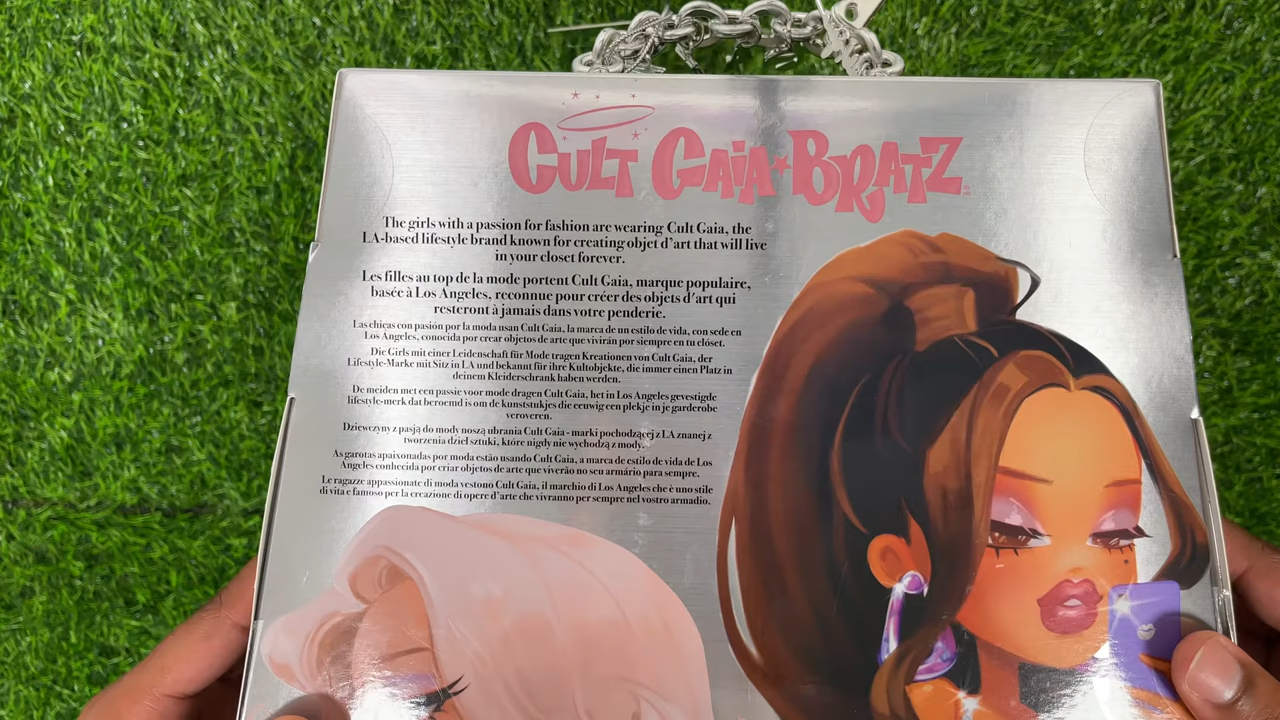 CULT GAIA★BRATZ
The girls with a passion for fashion are wearing Cult Gaia, the
LA-based lifestyle brand known for creating objet d'art that will live
in your closet forever.
Les filles au top de la mode portent Cult Gaia, marque populaire,
basée à Los Angeles, reconnue pour créer des objets d'art qui
resteront à jamais dans votre penderie.
Las chicas con pasión por la moda usan Cult Gaia, la marca de un estilo de vida, con sede en
Los Ángeles, conocida por crear objetos de arte que vivirán por siempre en tu clóset.
Die Girls mit einer Leidenschaft für Mode tragen Kreationen von Cult Gaia, der
Lifestyle-Marke mit Sitz in LA und bekannt für ihre Kultobjekte, die immer einen Platz in
deinem Kleiderschrank haben werden.
De meiden met een passie voor mode dragen Cult Gaia, het in Los Angeles gevestigde
lifestyle-merk dat beroemd is om de kunststukjes die eeuwig een plekje in je garderobe
veroveren.
Dziewczyny z pasją do mody noszą ubrania Cult Gaia - marki pochodzącej z LA znanej z
tworzenia dzieł sztuki, które nigdy nie wychodzą z mody.
As garotas apaixonadas por moda estão usando Cult Gaia, a marca de estilo de vida de Los
Angeles conhecida por criar objetos de arte que viverão no seu armário para sempre.
Le ragazze appassionate di moda vestono Cult Gaia, il marchio di Los Angeles che è uno stile
di vita e famoso per la creazione di opere d'arte che vivranno per sempre nel vostro armadio.